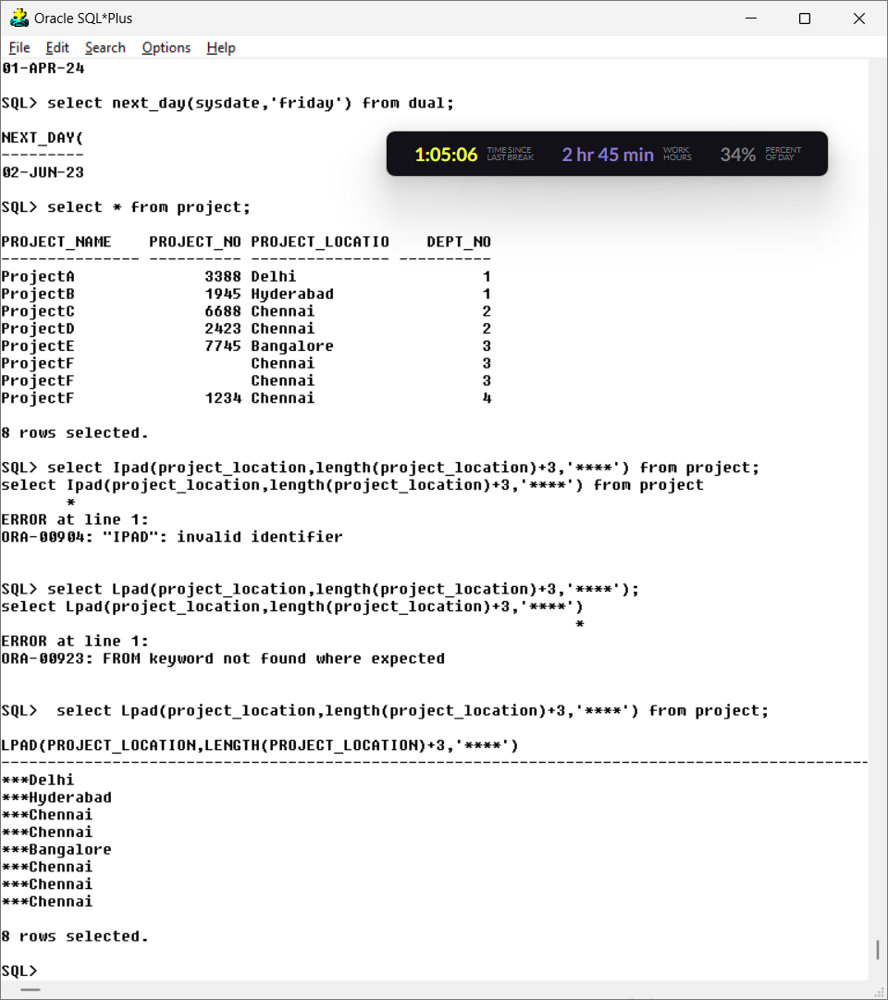 Oracle SQL*Plus
File Edit Search Options Help
01-APR-24
SQL> select next_day(sysdate,'friday') from dual;
NEXT_DAY(
---------
02-JUN-23
1:05:06 TIME SINCE LAST BREAK 2 hr 45 min WORK HOURS 34% PERCENT OF DAY
SQL> select * from project;
PROJECT_NAME    PROJECT_NO PROJECT_LOCATIO    DEPT_NO
--------------- ---------- --------------- ----------
ProjectA              3388 Delhi                    1
ProjectB              1945 Hyderabad                1
ProjectC              6688 Chennai                  2
ProjectD              2423 Chennai                  2
ProjectE              7745 Bangalore                3
ProjectF                   Chennai                  3
ProjectF                   Chennai                  3
ProjectF              1234 Chennai                  4
8 rows selected.
SQL> select Ipad(project_location,length(project_location)+3,'****') from project;
select Ipad(project_location,length(project_location)+3,'****') from project
       *
ERROR at line 1:
ORA-00904: "IPAD": invalid identifier
SQL> select Lpad(project_location,length(project_location)+3,'****');
select Lpad(project_location,length(project_location)+3,'****')
                                                              *
ERROR at line 1:
ORA-00923: FROM keyword not found where expected
SQL>  select Lpad(project_location,length(project_location)+3,'****') from project;
LPAD(PROJECT_LOCATION,LENGTH(PROJECT_LOCATION)+3,'****')
----------------------------------------------------------------------------------------------
***Delhi
***Hyderabad
***Chennai
***Chennai
***Bangalore
***Chennai
***Chennai
***Chennai
8 rows selected.
SQL>